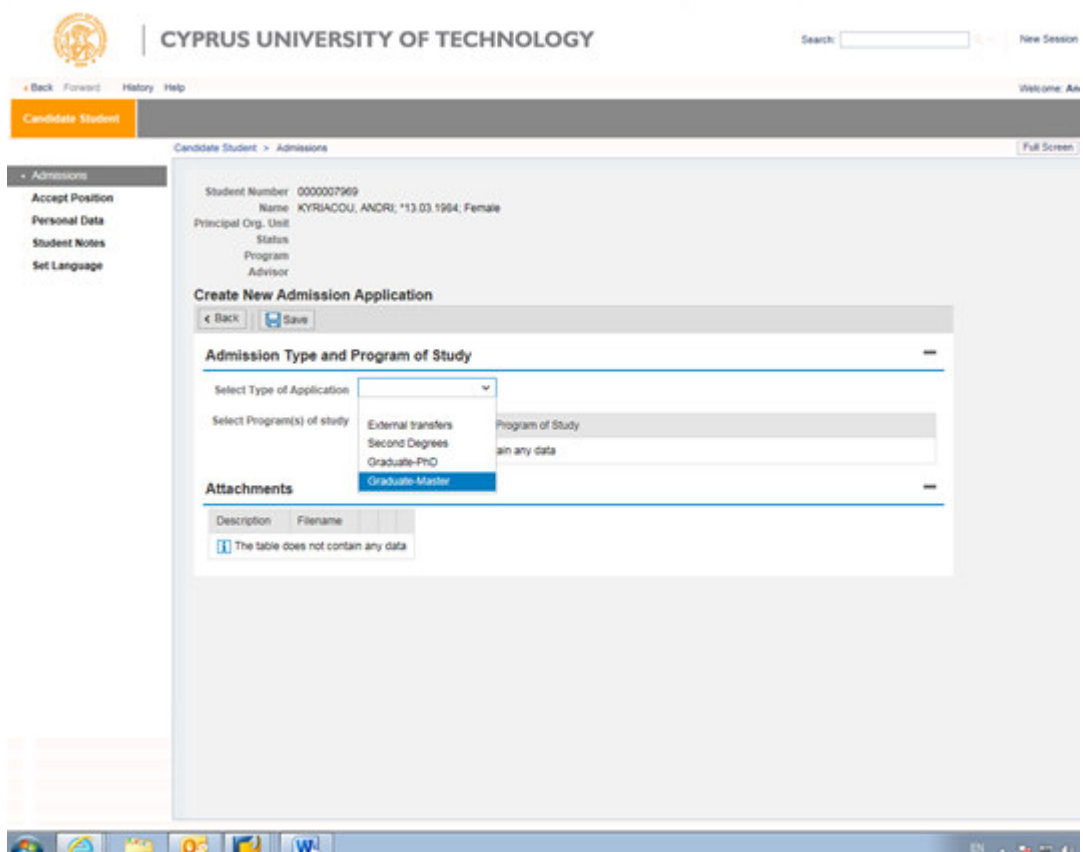 CYPRUS UNIVERSITY OF TECHNOLOGY
Search:
New Session
Back Forward History Help
Welcome: An
Candidate Student
Candidate Student > Admissions
Full Screen
Admissions
Accept Position
Personal Data
Student Notes
Set Language
Student Number 0000007969
Name KYRIACOU, ANDRI; *13.03.1984; Female
Principal Org. Unit
Status
Program
Advisor
Create New Admission Application
Back Save
Admission Type and Program of Study
Select Type of Application
Select Program(s) of study
External transfers
Second Degrees
Graduate-PhD
Graduate-Master
Program of Study
ain any data
Attachments
Description Filename
The table does not contain any data
EN